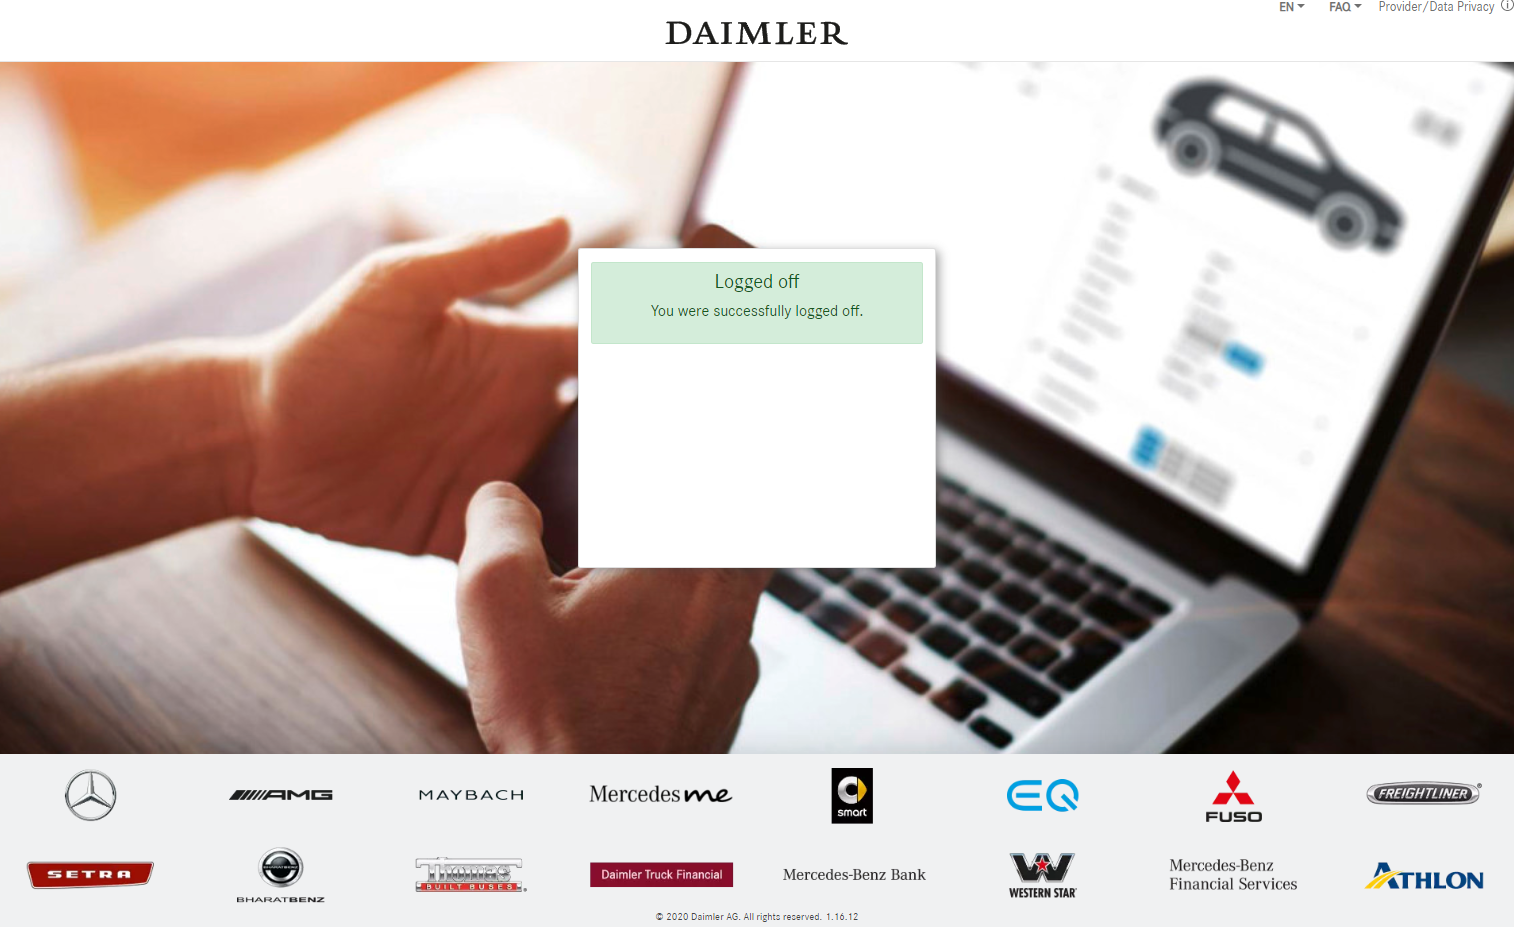 EN
FAQ
Provider/Data Privacy
DAIMLER
Logged off
You were successfully logged off.
AMG
MAYBACH
Mercedes me
smart
EQ
FUSO
FREIGHTLINER
SETRA
BHARATBENZ
BHARATBENZ
Thomas
BUILT BUSES
Daimler Truck Financial
Mercedes-Benz Bank
WESTERN STAR
Mercedes-Benz
Financial Services
ATHLON
© 2020 Daimler AG. All rights reserved. 1.16.12